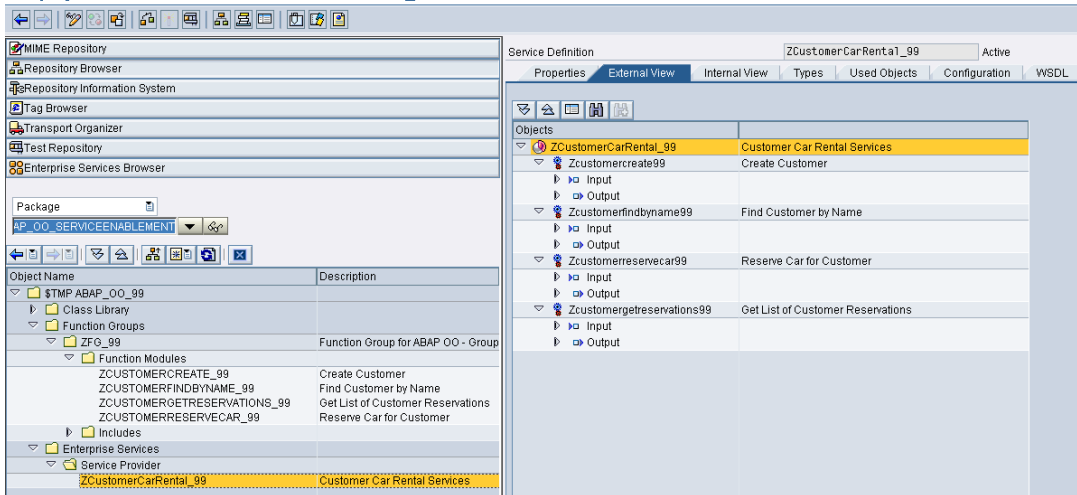 MIME Repository
Repository Browser
Repository Information System
Tag Browser
Transport Organizer
Test Repository
Enterprise Services Browser
Package
AP_OO_SERVICEENABLEMENT
Object Name Description
$TMP ABAP_OO_99
Class Library
Function Groups
ZFG_99 Function Group for ABAP OO - Group
Function Modules
ZCUSTOMERCREATE_99 Create Customer
ZCUSTOMERFINDBYNAME_99 Find Customer by Name
ZCUSTOMERGETRESERVATIONS_99 Get List of Customer Reservations
ZCUSTOMERRESERVECAR_99 Reserve Car for Customer
Includes
Enterprise Services
Service Provider
ZCustomerCarRental_99 Customer Car Rental Services
Service Definition ZCustomerCarRental_99 Active
Properties External View Internal View Types Used Objects Configuration WSDL
Objects
ZCustomerCarRental_99 Customer Car Rental Services
Zcustomercreate99 Create Customer
Input
Output
Zcustomerfindbyname99 Find Customer by Name
Input
Output
Zcustomerreservecar99 Reserve Car for Customer
Input
Output
Zcustomergetreservations99 Get List of Customer Reservations
Input
Output